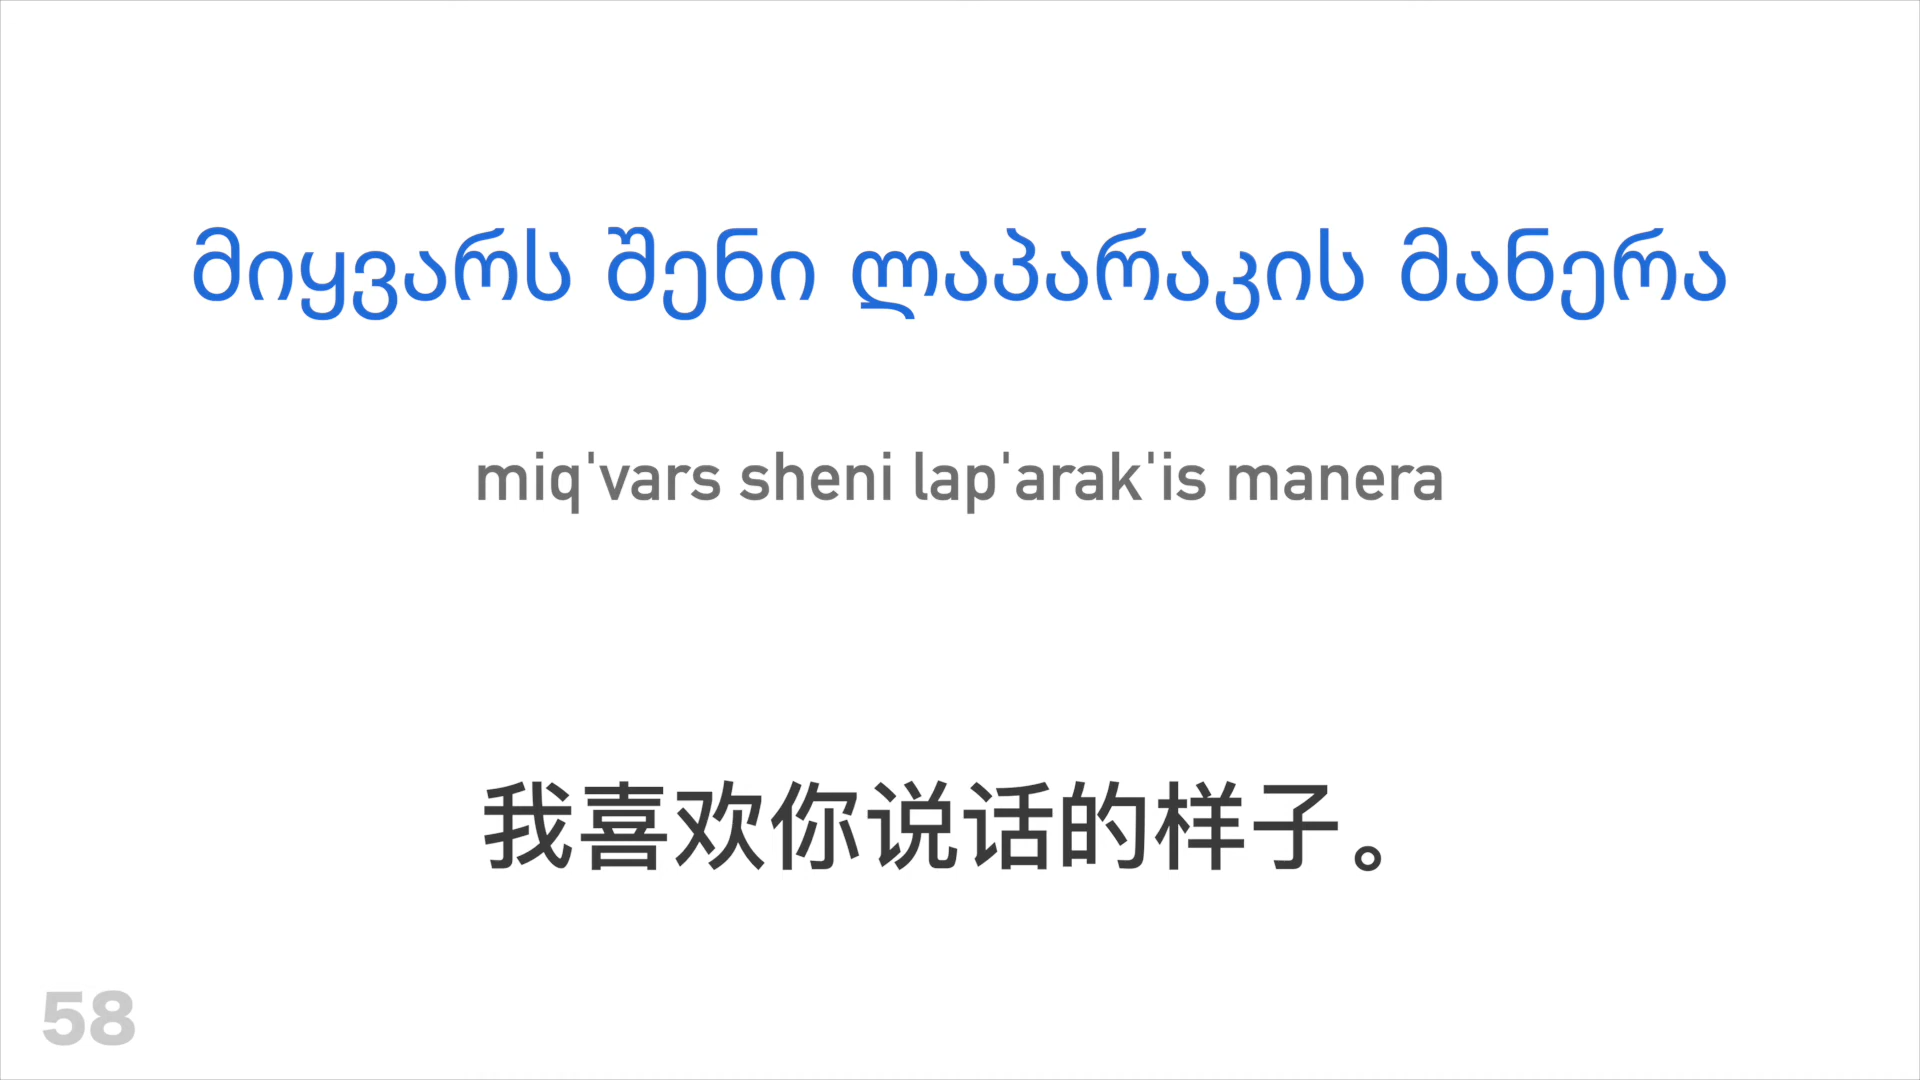 მიყვარს შენი ლაპარაკის მანერა
miq'vars sheni lap'arak'is manera
我喜欢你说话的样子。
58